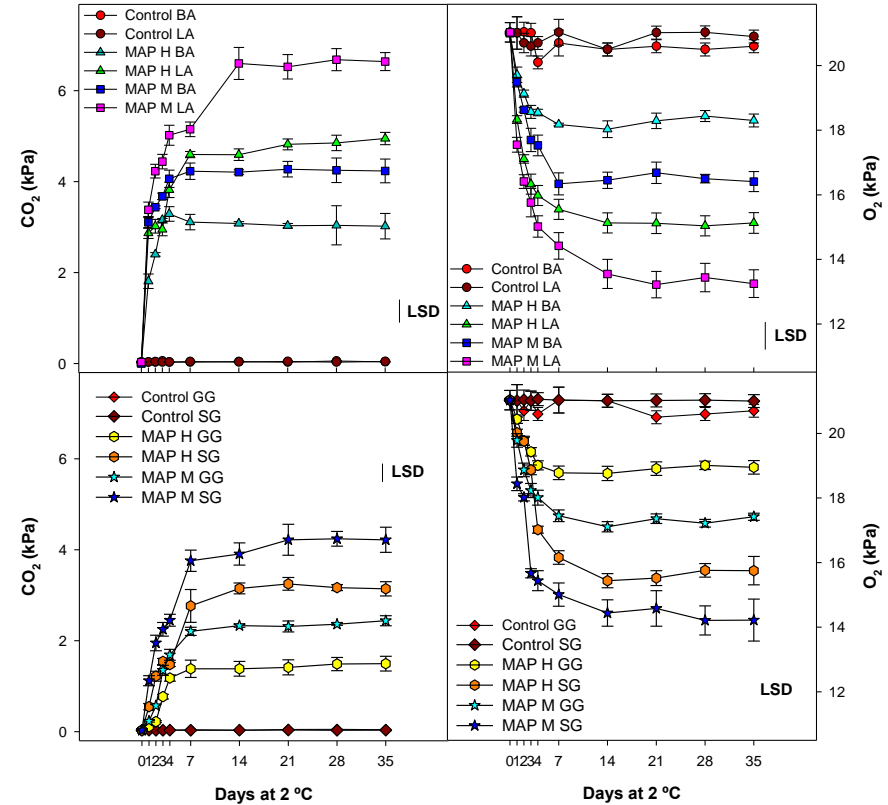 Control BA
Control LA
MAP H BA
MAP H LA
MAP M BA
MAP M LA
6
4
2
0
CO2 (kPa)
LSD
20
18
16
14
12
O2 (kPa)
Control BA
Control LA
MAP H BA
MAP H LA
MAP M BA
MAP M LA
LSD
Control GG
Control SG
MAP H GG
MAP H SG
MAP M GG
MAP M SG
LSD
6
4
2
0
CO2 (kPa)
01234 7 14 21 28 35
Days at 2 ºC
20
18
16
14
12
O2 (kPa)
Control GG
Control SG
MAP H GG
MAP H SG
MAP M GG
MAP M SG
LSD
01234 7 14 21 28 35
Days at 2 ºC